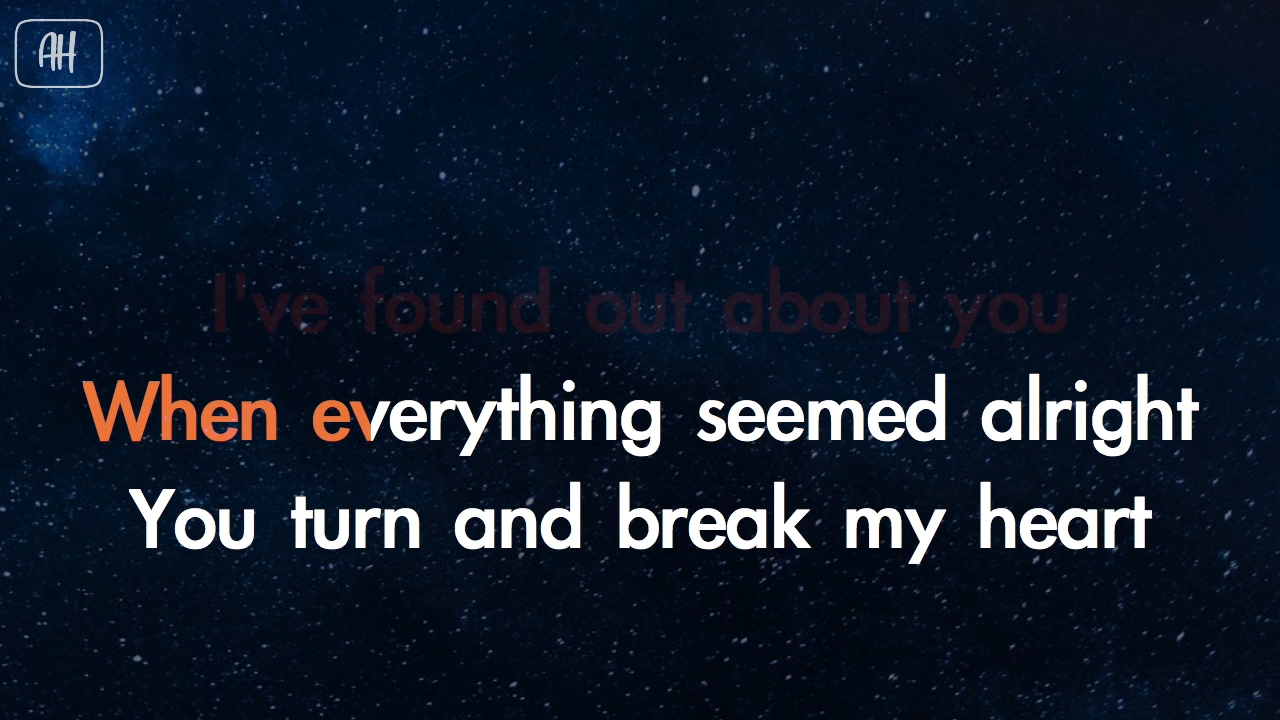 AH
I've found out about you
When everything seemed alright
You turn and break my heart